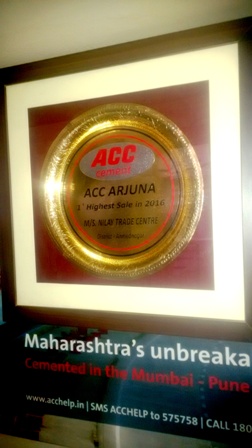 ACC
cement
ACC ARJUNA
1st Highest Sale in 2016
M/S. NILAY TRADE CENTRE
Maharashtra's unbreaka
Cemented in the Mumbai - Pune
www.acchelp.in | SMS ACCHELP to 575758 | CALL 180